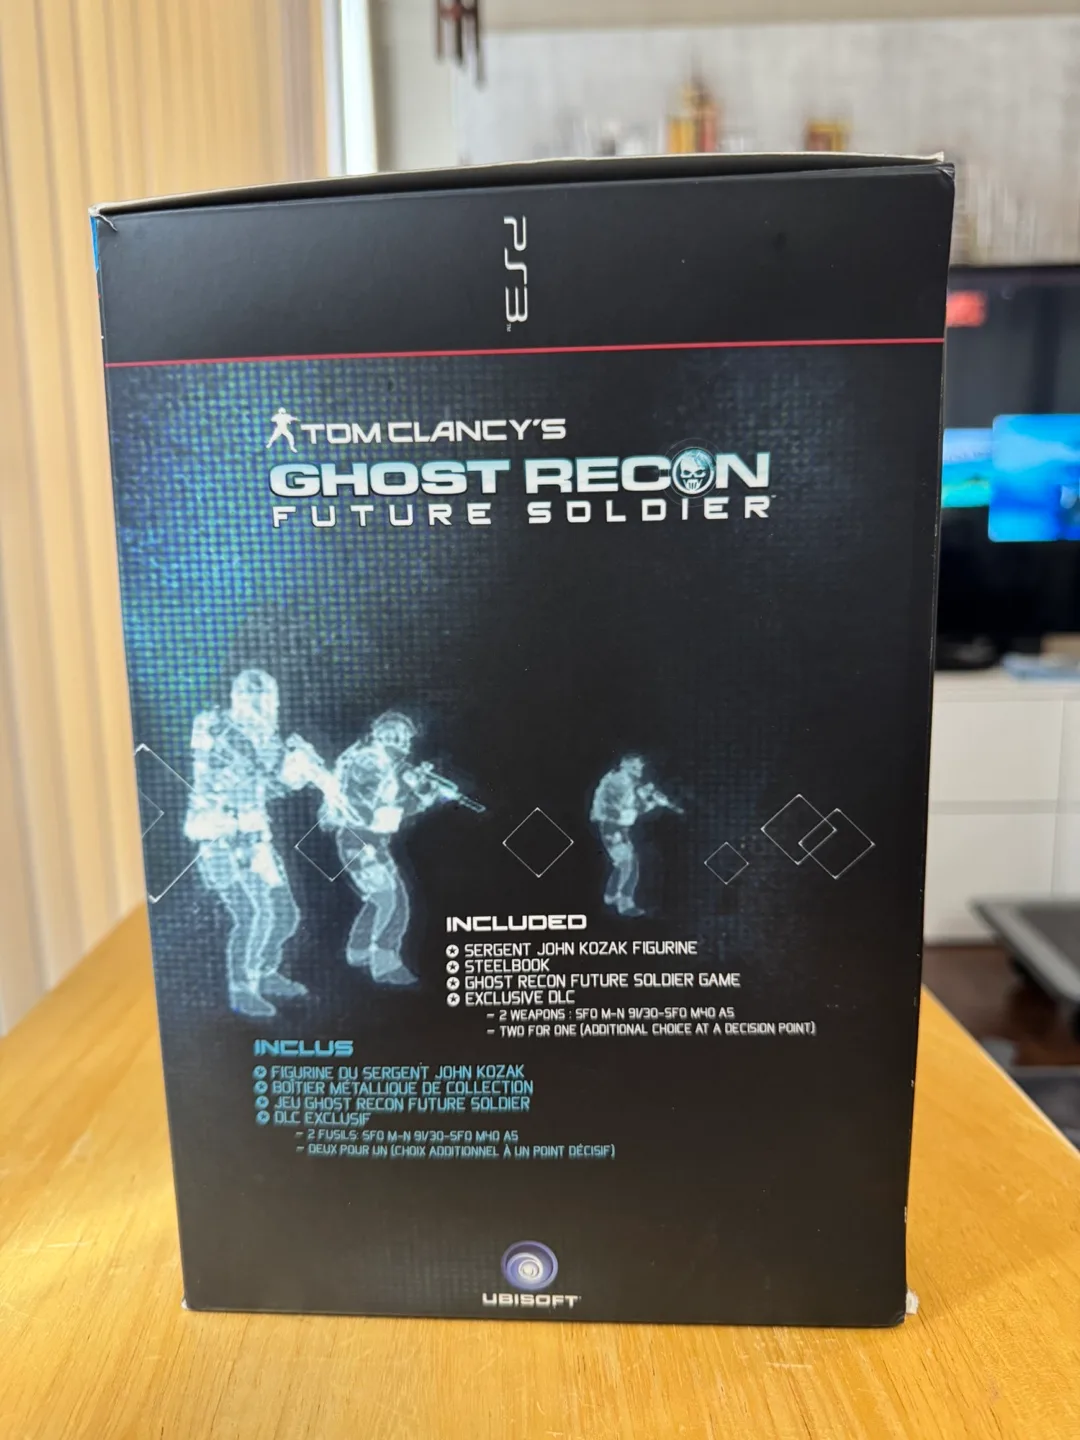 PS3
TOM CLANCY'S
GHOST RECON
FUTURE SOLDIER
INCLUDED
SERGENT JOHN KOZAK FIGURINE
STEELBOOK
GHOST RECON FUTURE SOLDIER GAME
EXCLUSIVE DLC
- 2 WEAPONS : SFO M-N 91/30-SFO M40 A5
- TWO FOR ONE (ADDITIONAL CHOICE AT A DECISION POINT)
INCLUS
FIGURINE DU SERGENT JOHN KOZAK
BOÎTIER MÉTALLIQUE DE COLLECTION
JEU GHOST RECON FUTURE SOLDIER
DLC EXCLUSIF
- 2 FUSILS: SFO M-N 91/30-SFO M40 A5
- DEUX POUR UN (CHOIX ADDITIONNEL À UN POINT DÉCISIF)
UBISOFT